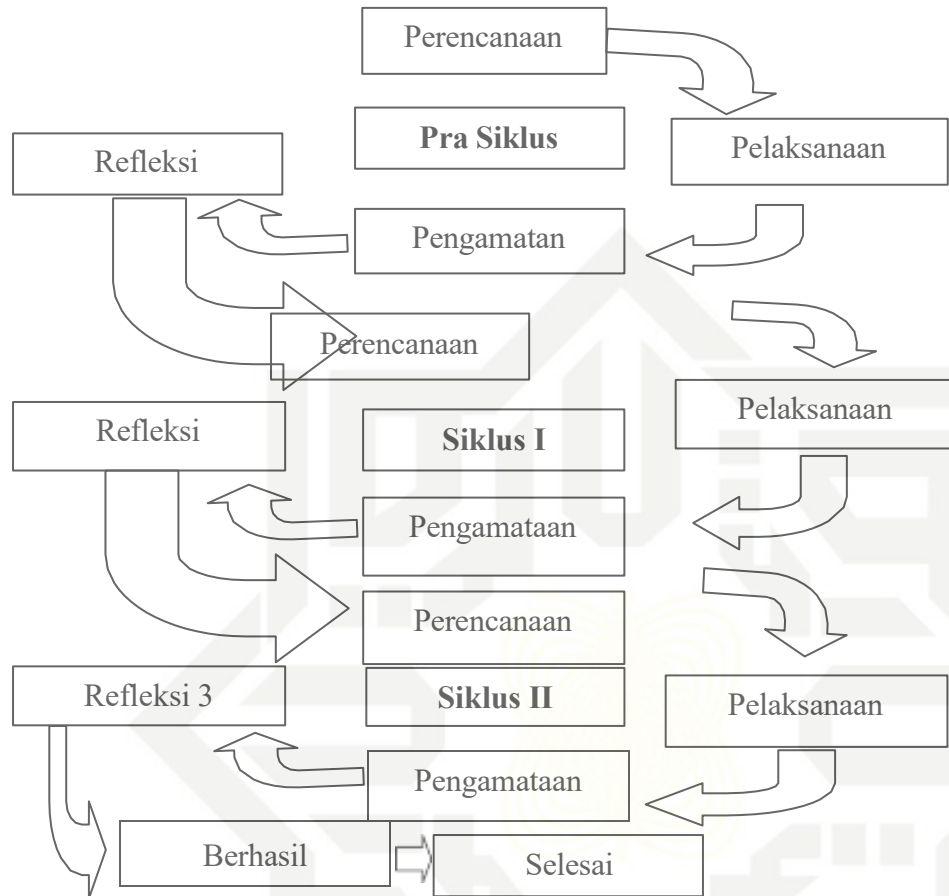 Perencanaan
Pra Siklus
Pelaksanaan
Refleksi
Pengamatan
Perencanaan
Pelaksanaan
Refleksi
Siklus I
Pengamataan
Perencanaan
Refleksi 3
Siklus II
Pelaksanaan
Pengamataan
Berhasil
Selesai